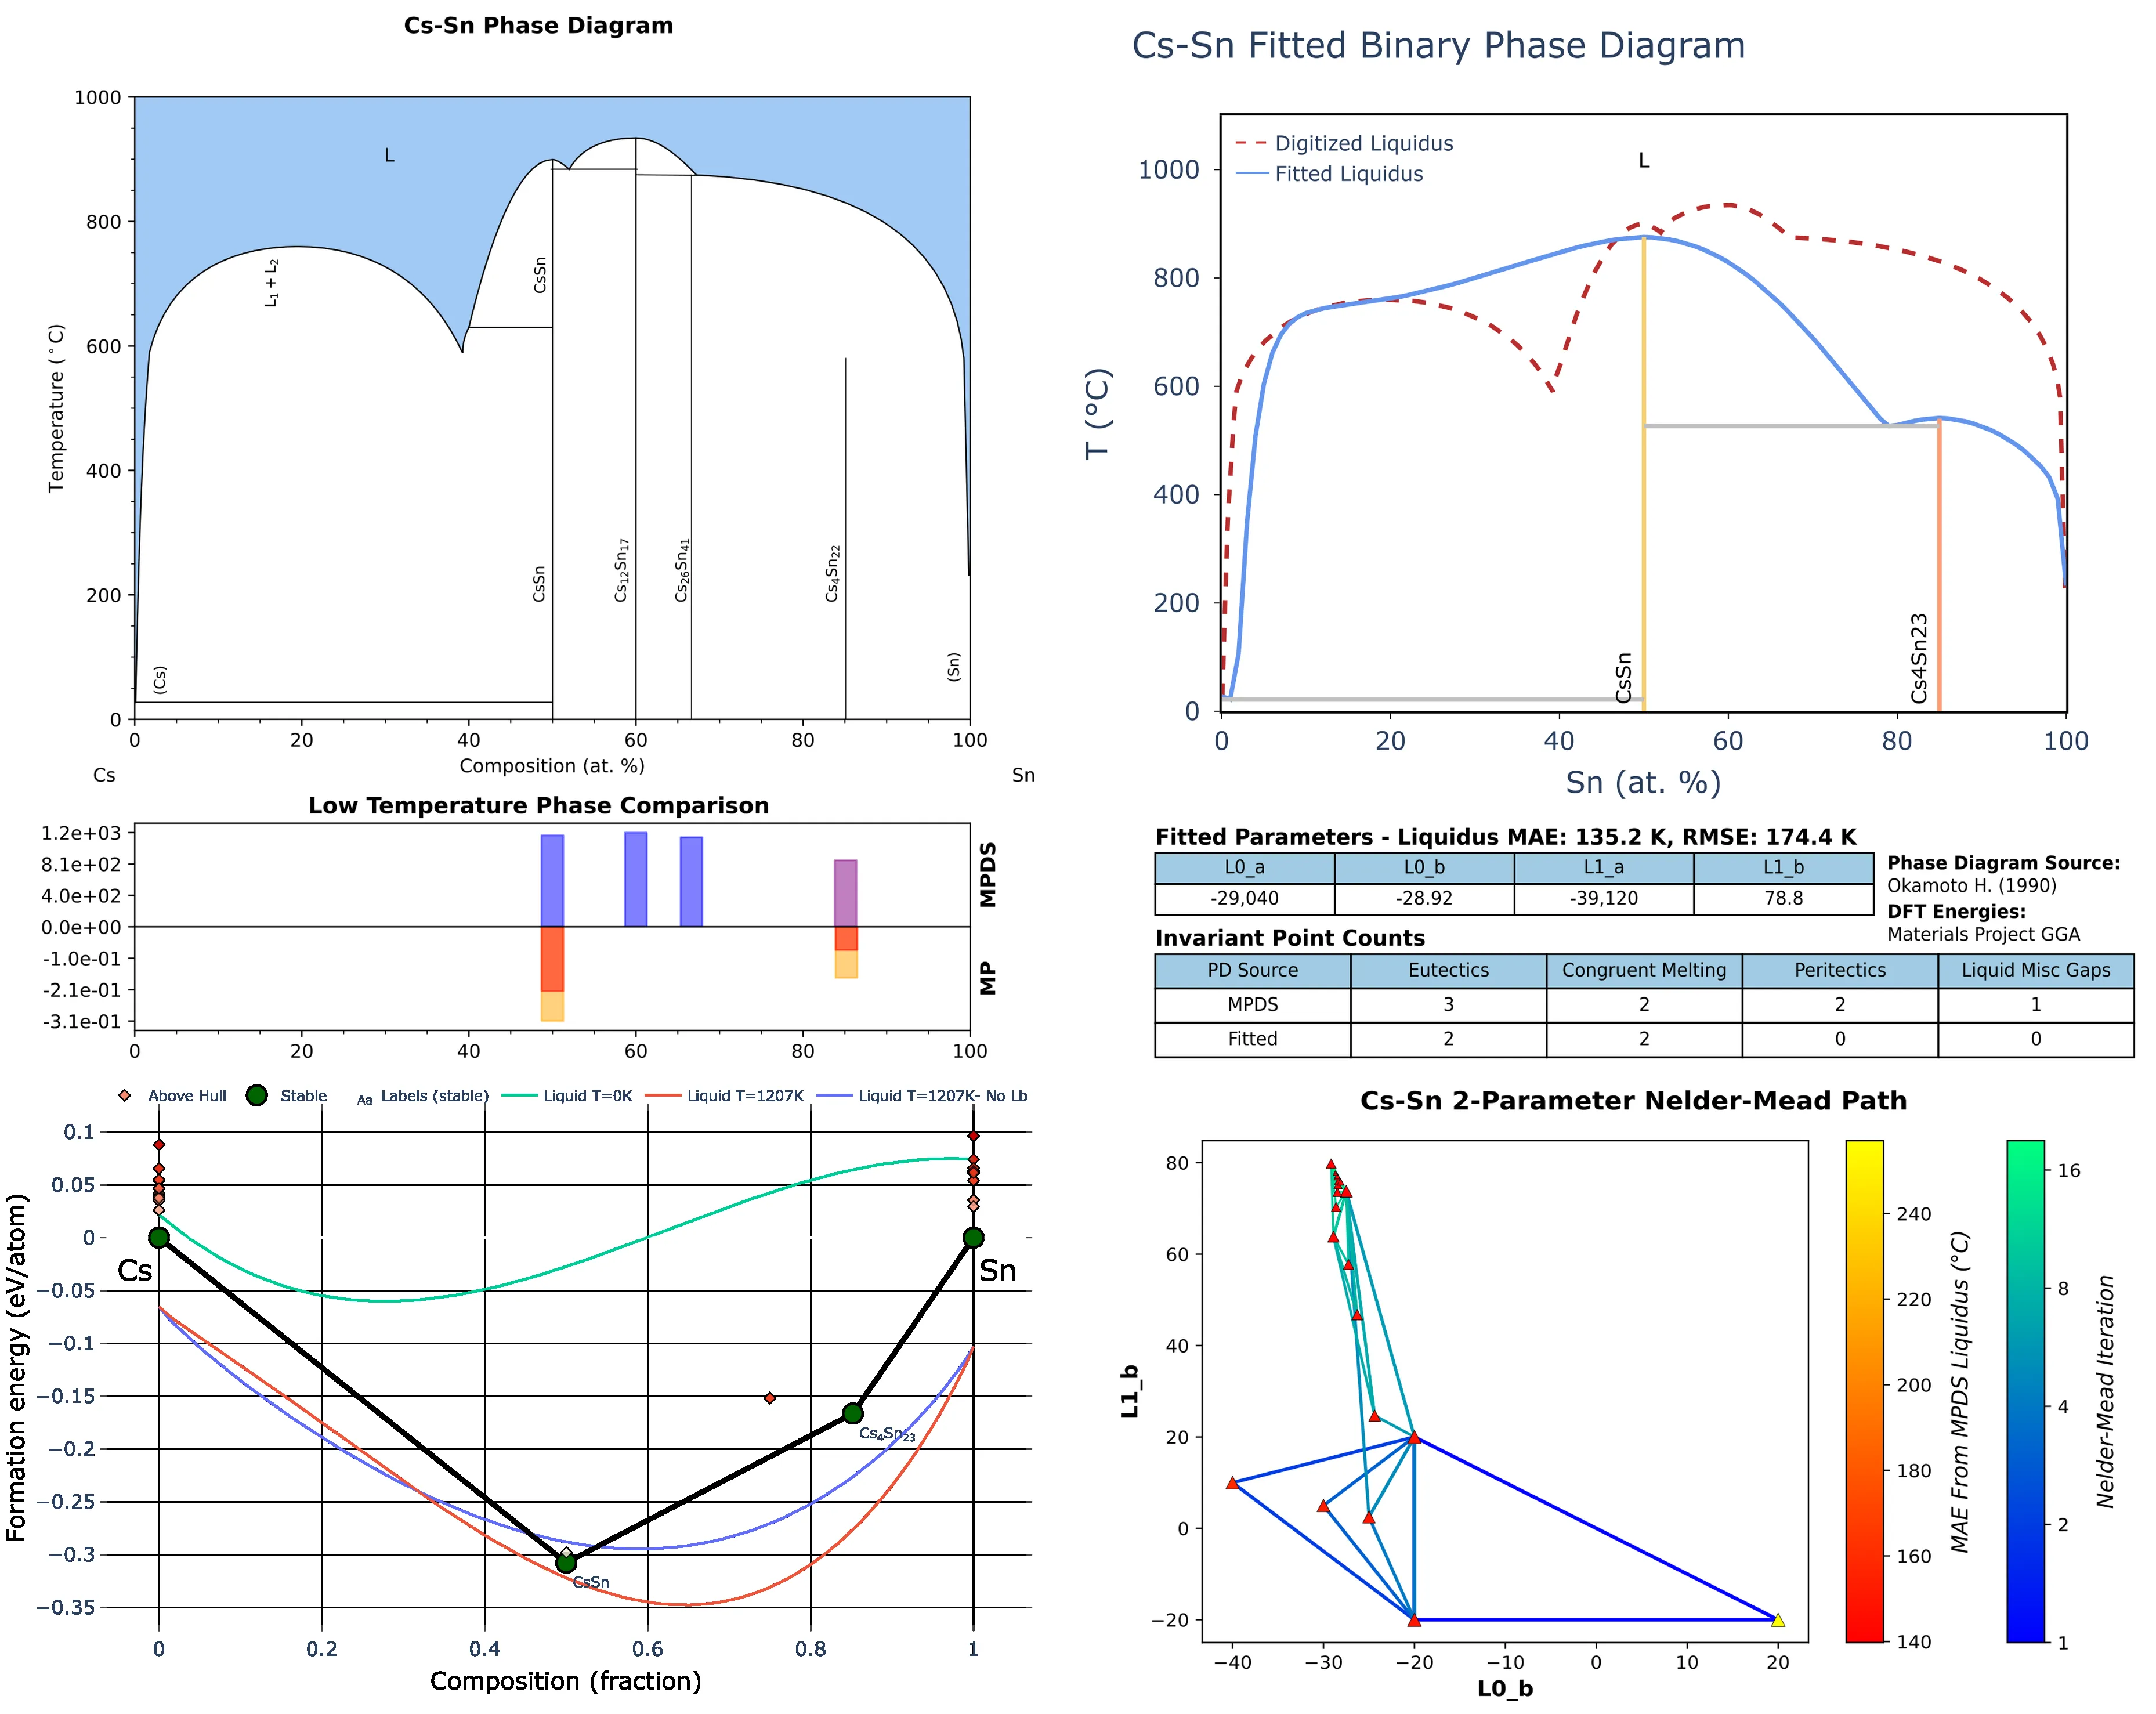 Cs-Sn Phase Diagram
1000
800
600
400
200
0
Temperature (°C)
L
L₁ + L₂
CsSn
CsSn
Cs₁₂Sn₁₇
Cs₂₆Sn₄₁
Cs₄Sn₂₂
(Cs)
(Sn)
0 20 40 60 80 100
Composition (at. %)
Cs
Sn
Low Temperature Phase Comparison
1.2e+03
8.1e+02
4.0e+02
0.0e+00
-1.0e-01
-2.1e-01
-3.1e-01
MPDS
MP
0 20 40 60 80 100
Above Hull
Stable
Aa Labels (stable)
Liquid T=0K
Liquid T=1207K
Liquid T=1207K- No Lb
0.1
0.05
0
−0.05
−0.1
−0.15
−0.2
−0.25
−0.3
−0.35
Formation energy (eV/atom)
Cs
Sn
Cs₄Sn₂₃
CsSn
0 0.2 0.4 0.6 0.8 1
Composition (fraction)
Cs-Sn Fitted Binary Phase Diagram
Digitized Liquidus
Fitted Liquidus
L
1000
800
600
400
200
0
T (°C)
CsSn
Cs4Sn23
0 20 40 60 80 100
Sn (at. %)
Fitted Parameters - Liquidus MAE: 135.2 K, RMSE: 174.4 K
L0_a L0_b L1_a L1_b
-29,040 -28.92 -39,120 78.8
Phase Diagram Source:
Okamoto H. (1990)
DFT Energies:
Materials Project GGA
Invariant Point Counts
PD Source Eutectics Congruent Melting Peritectics Liquid Misc Gaps
MPDS 3 2 2 1
Fitted 2 2 0 0
Cs-Sn 2-Parameter Nelder-Mead Path
80
60
40
20
0
−20
L1_b
−40 −30 −20 −10 0 10 20
L0_b
240
220
200
180
160
140
MAE From MPDS Liquidus (°C)
16
8
4
2
1
Nelder-Mead Iteration